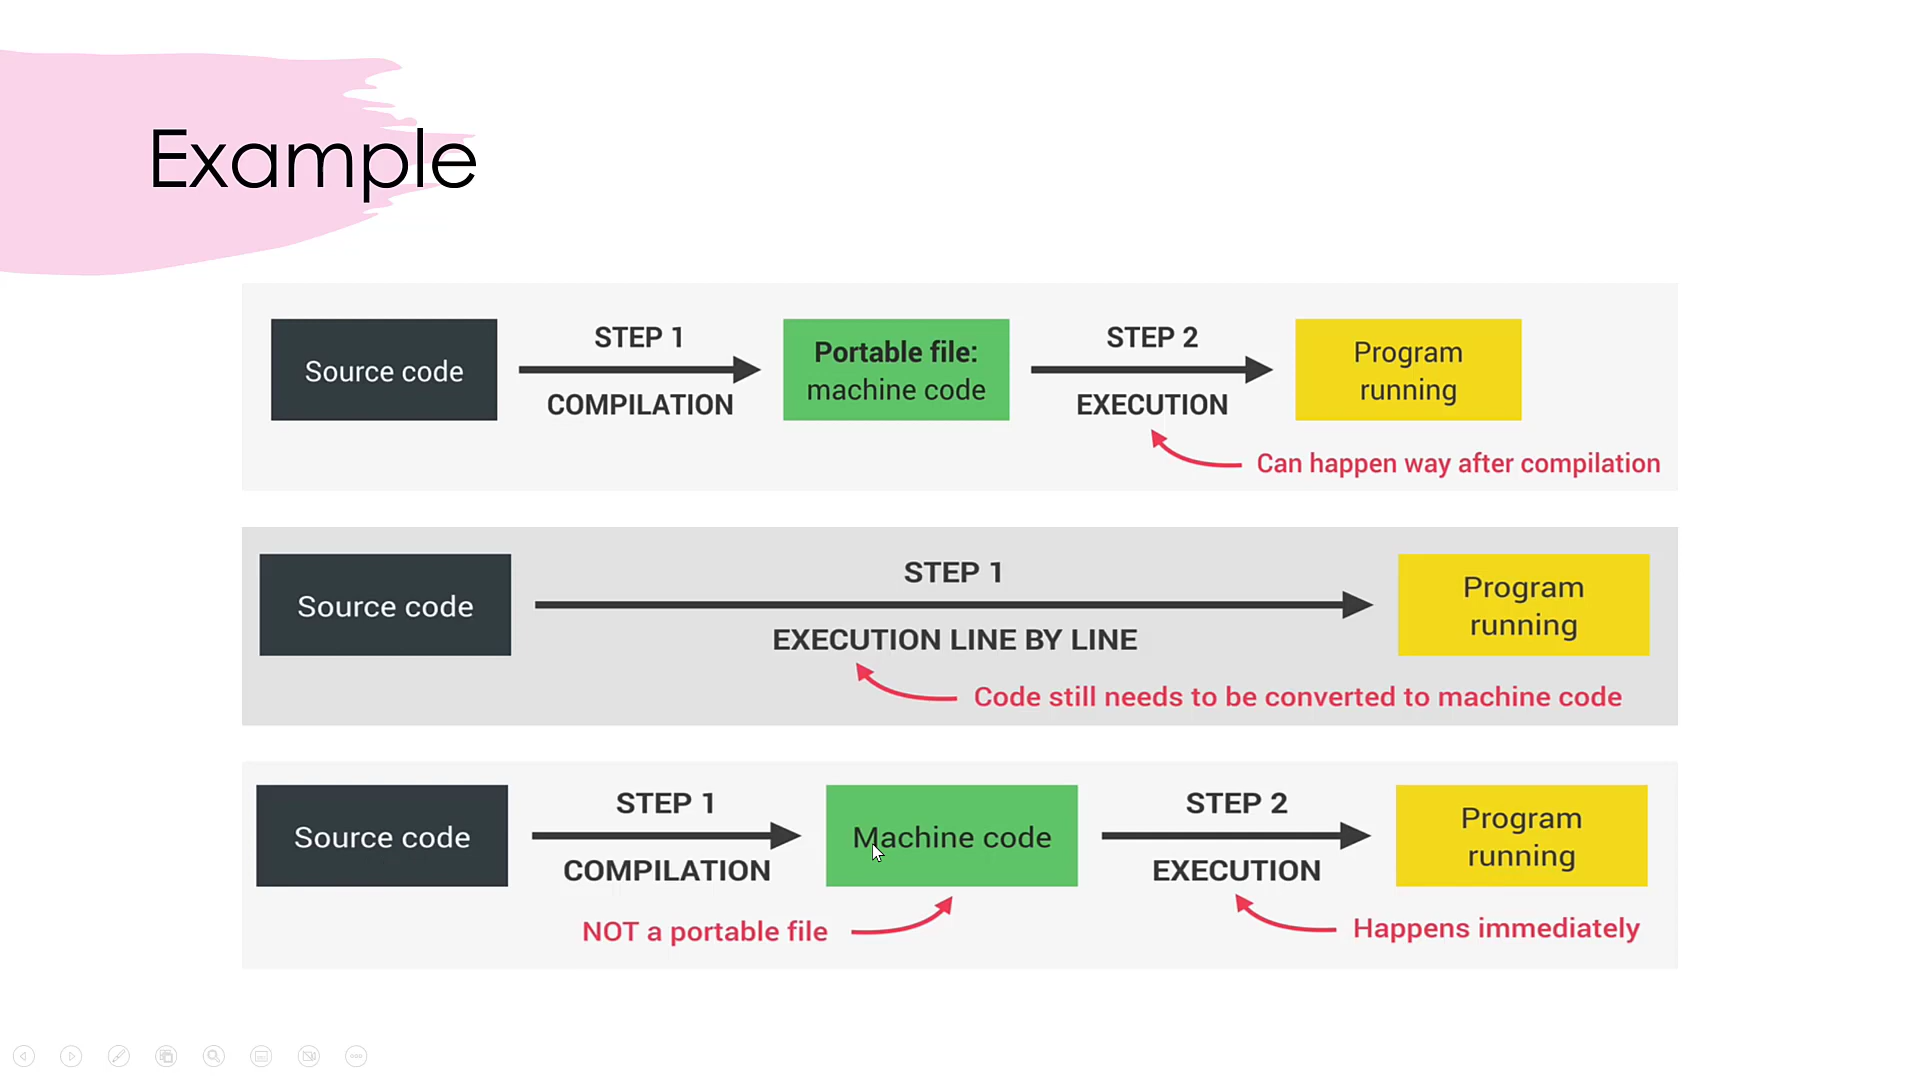 Example
STEP 1
STEP 2
Source code
Portable file:
machine code
Program
running
COMPILATION
EXECUTION
Can happen way after compilation
STEP 1
Source code
Program
running
EXECUTION LINE BY LINE
Code still needs to be converted to machine code
STEP 1
STEP 2
Source code
Machine code
Program
running
COMPILATION
EXECUTION
NOT a portable file
Happens immediately